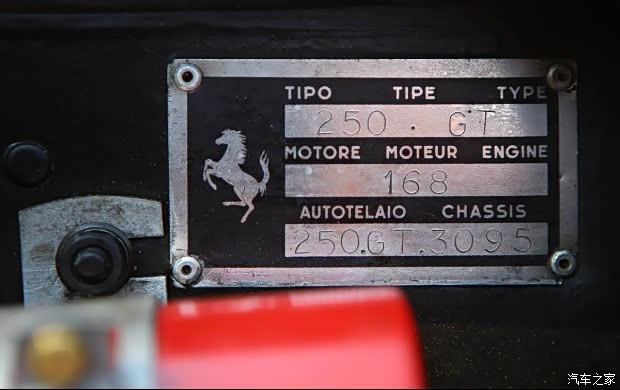 TIPO TIPE TYPE
250 . GT
MOTORE MOTEUR ENGINE
168
AUTOTELAIO CHASSIS
250.GT.3095
汽车之家